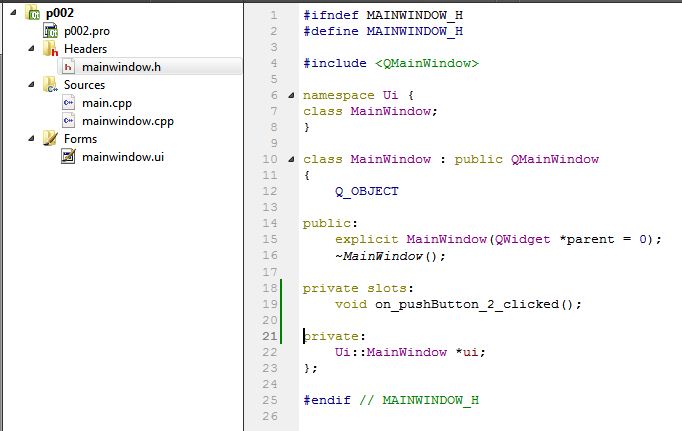 p002
p002.pro
Headers
mainwindow.h
Sources
main.cpp
mainwindow.cpp
Forms
mainwindow.ui
1 #ifndef MAINWINDOW_H
2 #define MAINWINDOW_H
3
4 #include <QMainWindow>
5
6 namespace Ui {
7 class MainWindow;
8 }
9
10 class MainWindow : public QMainWindow
11 {
12     Q_OBJECT
13
14 public:
15     explicit MainWindow(QWidget *parent = 0);
16     ~MainWindow();
17
18 private slots:
19     void on_pushButton_2_clicked();
20
21 private:
22     Ui::MainWindow *ui;
23 };
24
25 #endif // MAINWINDOW_H
26